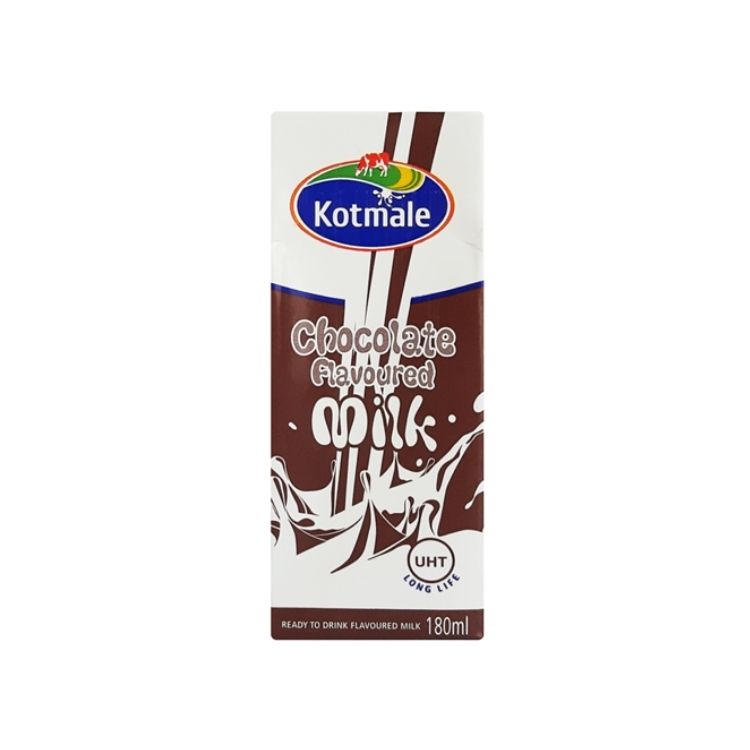 Kotmale
Chocolate
Flavoured
Milk
UHT
LONG LIFE
READY TO DRINK FLAVOURED MILK 180ml